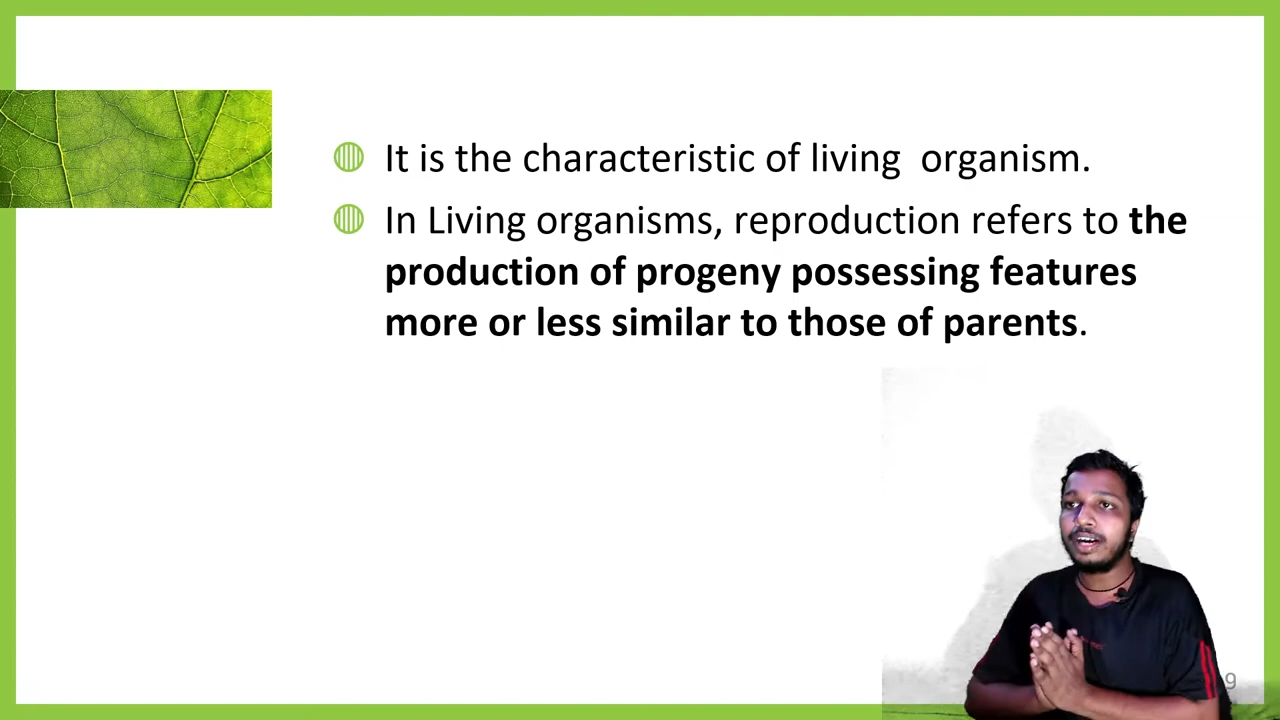 It is the characteristic of living  organism.
In Living organisms, reproduction refers to the
production of progeny possessing features
more or less similar to those of parents.
9